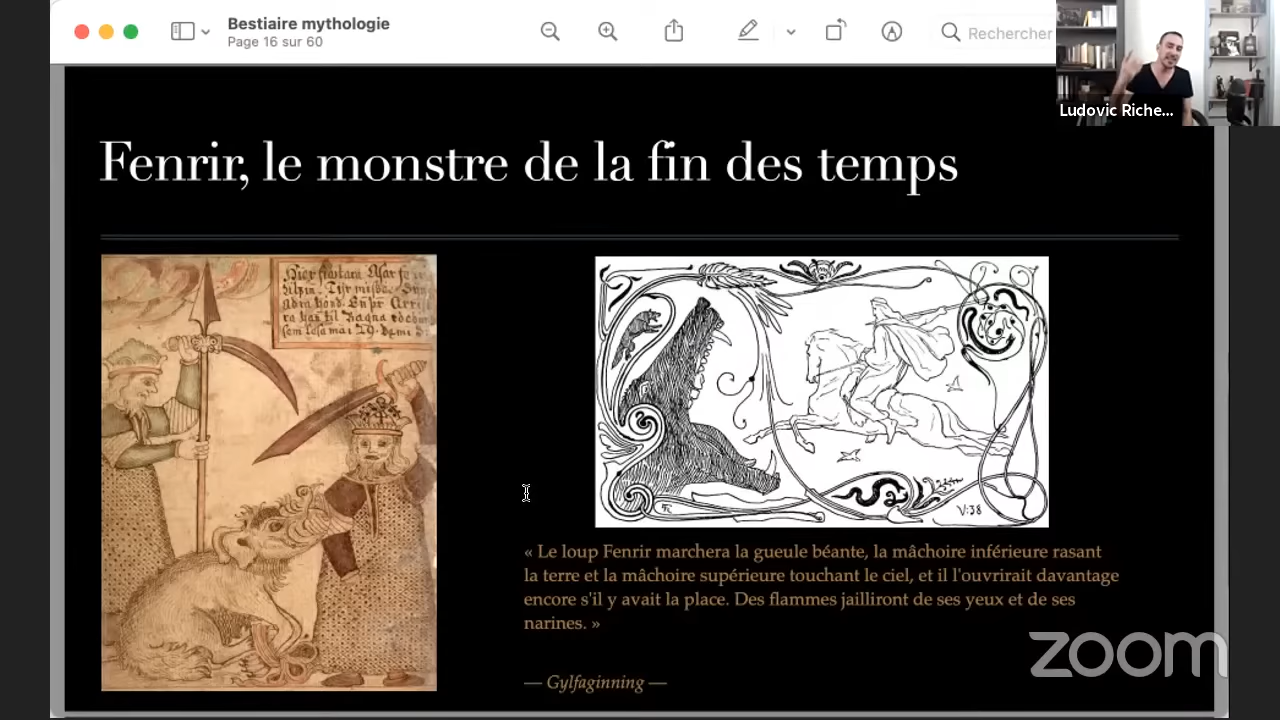 Bestiaire mythologie
Page 16 sur 60
Rechercher
Ludovic Riche...
Fenrir, le monstre de la fin des temps
V:38
« Le loup Fenrir marchera la gueule béante, la mâchoire inférieure rasant
la terre et la mâchoire supérieure touchant le ciel, et il l'ouvrirait davantage
encore s'il y avait la place. Des flammes jailliront de ses yeux et de ses
narines. »
— Gylfaginning —
zoom